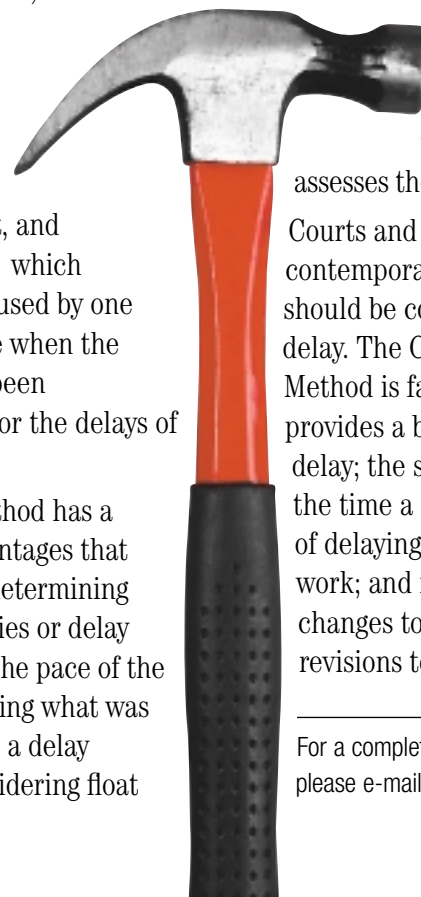 t, and
which
used by one
e when the
been
or the delays of
thod has a
ntages that
etermining
ies or delay
he pace of the
ing what was
a delay
idering float
assesses the
Courts and
contempora
should be co
delay. The C
Method is fa
provides a b
delay; the s
the time a
of delaying
work; and
changes to
revisions to
For a complet
please e-mail